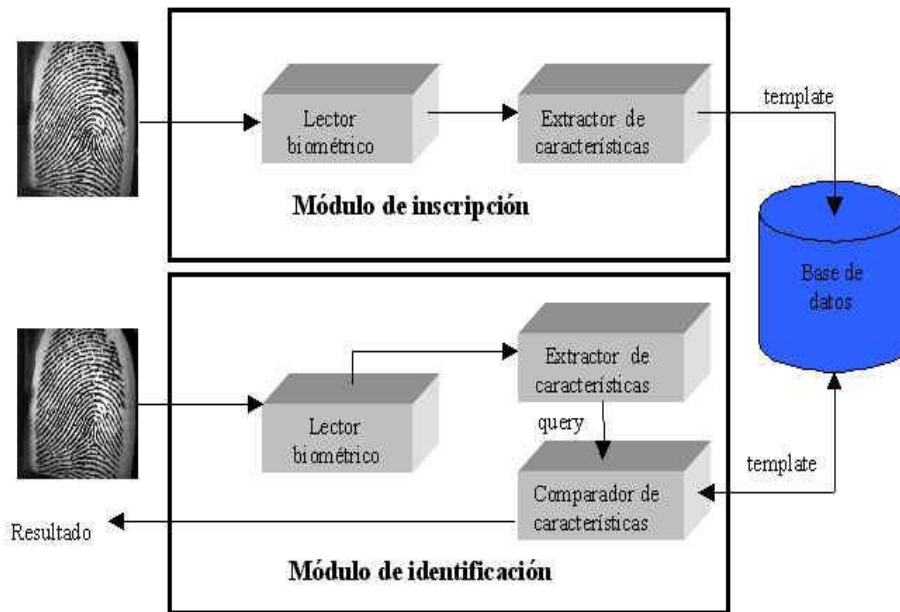 template
Lector
biométrico
Extractor de
características
Módulo de inscripción
Base de
datos
Extractor de
características
query
Lector
biométrico
template
Comparador de
características
Resultado
Módulo de identificación